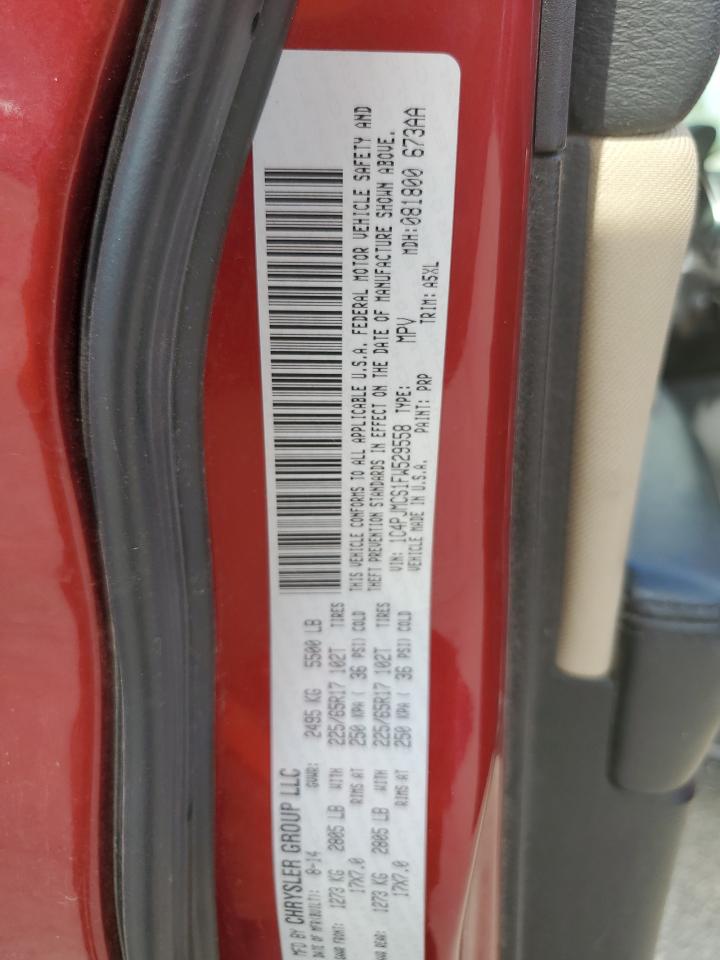 MFD BY CHRYSLER GROUP LLC
DATE OF MFR(BUILT): 8-14 GVWR: 2495 KG 5500 LB
GAWR FRONT: 1273 KG 2805 LB WITH 225/65R17 102T TIRES
17X7.0 RIMS AT 250 KPA ( 36 PSI) COLD
GAWR REAR: 1273 KG 2805 LB WITH 225/65R17 102T TIRES
17X7.0 RIMS AT 250 KPA ( 36 PSI) COLD
THIS VEHICLE CONFORMS TO ALL APPLICABLE U.S.A. FEDERAL MOTOR VEHICLE SAFETY AND
THEFT PREVENTION STANDARDS IN EFFECT ON THE DATE OF MANUFACTURE SHOWN ABOVE.
VIN: 1C4PJMCS1FW529558 TYPE: MPV MDH:081800 673AA
VEHICLE MADE IN U.S.A. PAINT: PRP TRIM: A5XL